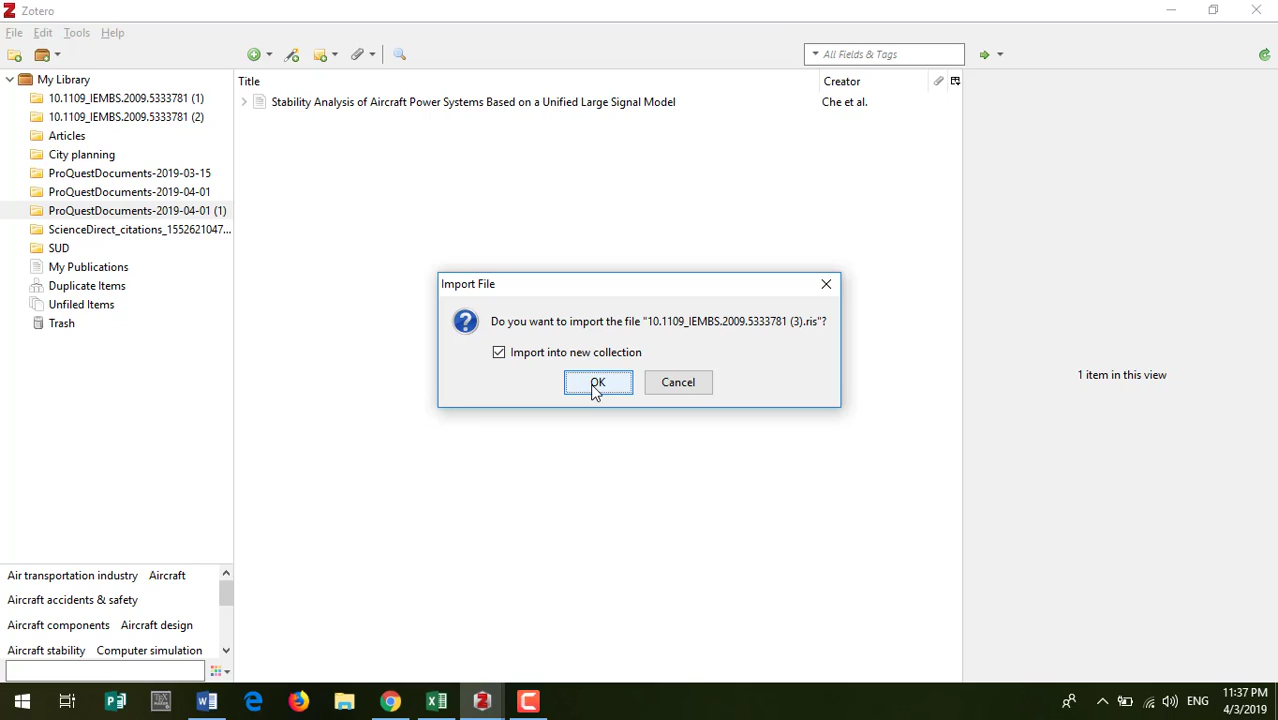 Zotero
File Edit Tools Help
All Fields & Tags
My Library
10.1109_IEMBS.2009.5333781 (1)
10.1109_IEMBS.2009.5333781 (2)
Articles
City planning
ProQuestDocuments-2019-03-15
ProQuestDocuments-2019-04-01
ProQuestDocuments-2019-04-01 (1)
ScienceDirect_citations_1552621047...
SUD
My Publications
Duplicate Items
Unfiled Items
Trash
Title Creator
Stability Analysis of Aircraft Power Systems Based on a Unified Large Signal Model Che et al.
Import File
Do you want to import the file "10.1109_IEMBS.2009.5333781 (3).ris"?
Import into new collection
OK Cancel
1 item in this view
Air transportation industry Aircraft
Aircraft accidents & safety
Aircraft components Aircraft design
Aircraft stability Computer simulation
ENG
11:37 PM
4/3/2019